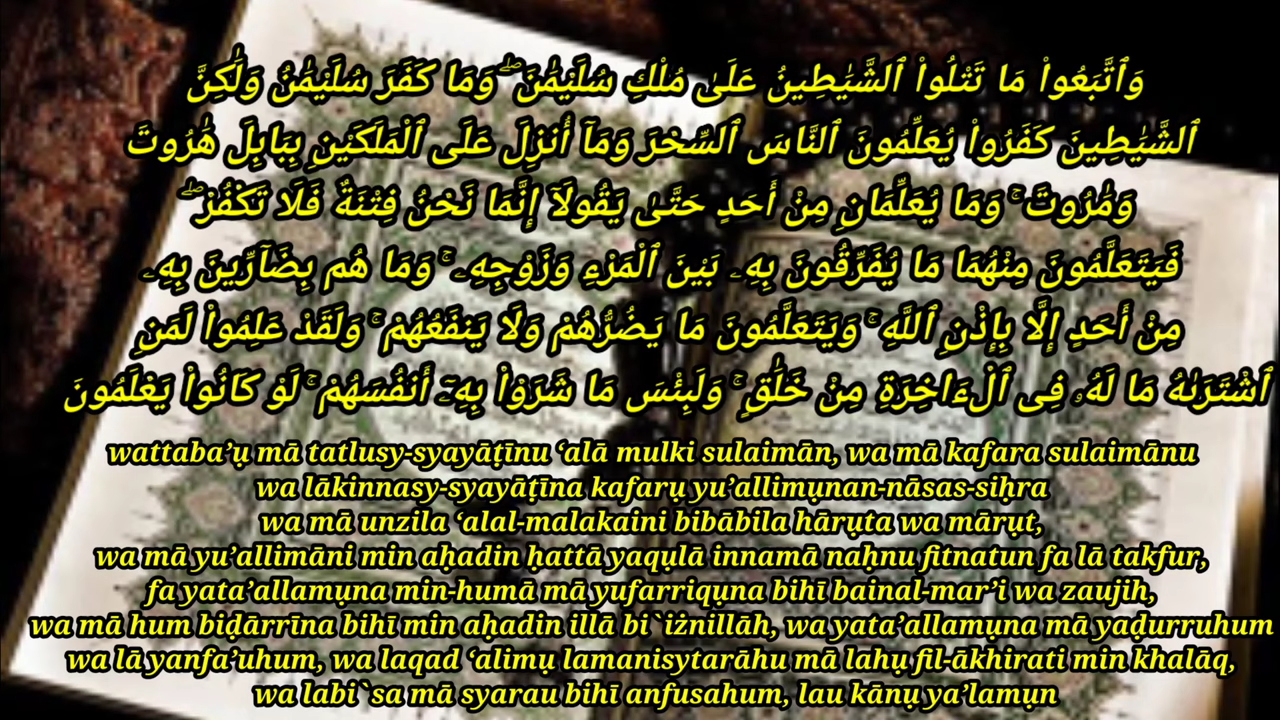 وَٱتَّبَعُوا۟ مَا تَتْلُوا۟ ٱلشَّيَٰطِينُ عَلَىٰ مُلْكِ سُلَيْمَٰنَ ۖ وَمَا كَفَرَ سُلَيْمَٰنُ وَلَٰكِنَّ
ٱلشَّيَٰطِينَ كَفَرُوا۟ يُعَلِّمُونَ ٱلنَّاسَ ٱلسِّحْرَ وَمَآ أُنزِلَ عَلَى ٱلْمَلَكَيْنِ بِبَابِلَ هَٰرُوتَ
وَمَٰرُوتَ ۚ وَمَا يُعَلِّمَانِ مِنْ أَحَدٍ حَتَّىٰ يَقُولَآ إِنَّمَا نَحْنُ فِتْنَةٌ فَلَا تَكْفُرْ ۖ
فَيَتَعَلَّمُونَ مِنْهُمَا مَا يُفَرِّقُونَ بِهِۦ بَيْنَ ٱلْمَرْءِ وَزَوْجِهِۦ ۚ وَمَا هُم بِضَآرِّينَ بِهِۦ
مِنْ أَحَدٍ إِلَّا بِإِذْنِ ٱللَّهِ ۚ وَيَتَعَلَّمُونَ مَا يَضُرُّهُمْ وَلَا يَنفَعُهُمْ ۚ وَلَقَدْ عَلِمُوا۟ لَمَنِ
ٱشْتَرَىٰهُ مَا لَهُۥ فِى ٱلْءَاخِرَةِ مِنْ خَلَٰقٍ ۚ وَلَبِئْسَ مَا شَرَوْا۟ بِهِۦٓ أَنفُسَهُمْ ۚ لَوْ كَانُوا۟ يَعْلَمُونَ
wattaba’ụ mā tatlusy-syayāṭīnu ‘alā mulki sulaimān, wa mā kafara sulaimānu
wa lākinnasy-syayāṭīna kafarụ yu’allimụnan-nāsas-siḥra
wa mā unzila ‘alal-malakaini bibābila hārụta wa mārụt,
wa mā yu’allimāni min aḥadin ḥattā yaqụlā innamā naḥnu fitnatun fa lā takfur,
fa yata’allamụna min-humā mā yufarriqụna bihī bainal-mar’i wa zaujih,
wa mā hum biḍārrīna bihī min aḥadin illā bi`iżnillāh, wa yata’allamụna mā yaḍurruhum
wa lā yanfa’uhum, wa laqad ‘alimụ lamanisytarāhu mā lahụ fil-ākhirati min khalāq,
wa labi`sa mā syarau bihī anfusahum, lau kānụ ya’lamụn